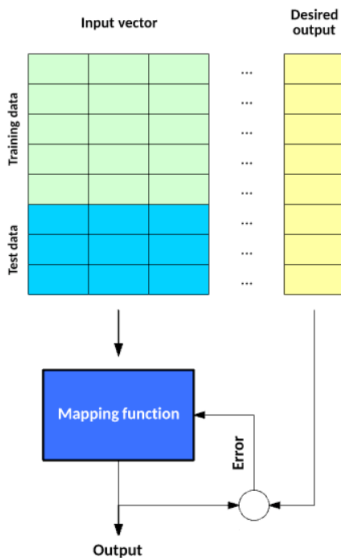 Input vector
Desired
output
Training data
...
...
...
...
...
Test data
...
...
...
Mapping function
Error
Output